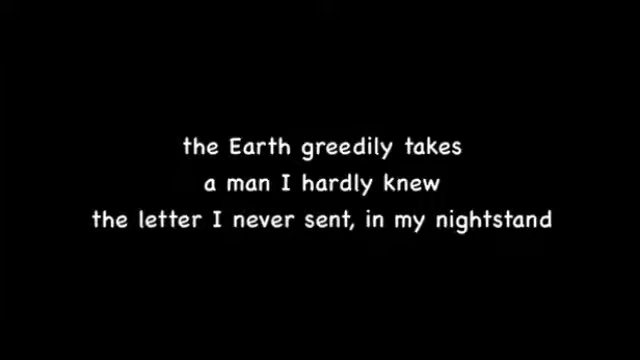 the Earth greedily takes
a man I hardly knew
the letter I never sent, in my nightstand